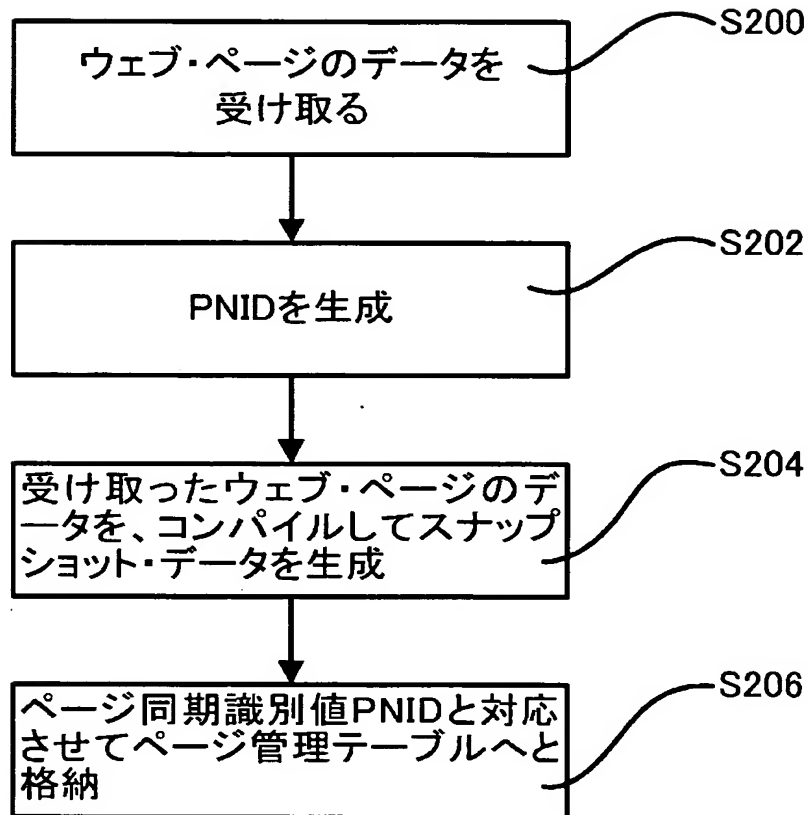 S200
ウェブ・ページのデータを
受け取る
S202
PNIDを生成
S204
受け取ったウェブ・ページのデ
ータを、コンパイルしてスナップ
ショット・データを生成
S206
ページ同期識別値PNIDと対応
させてページ管理テーブルへと
格納